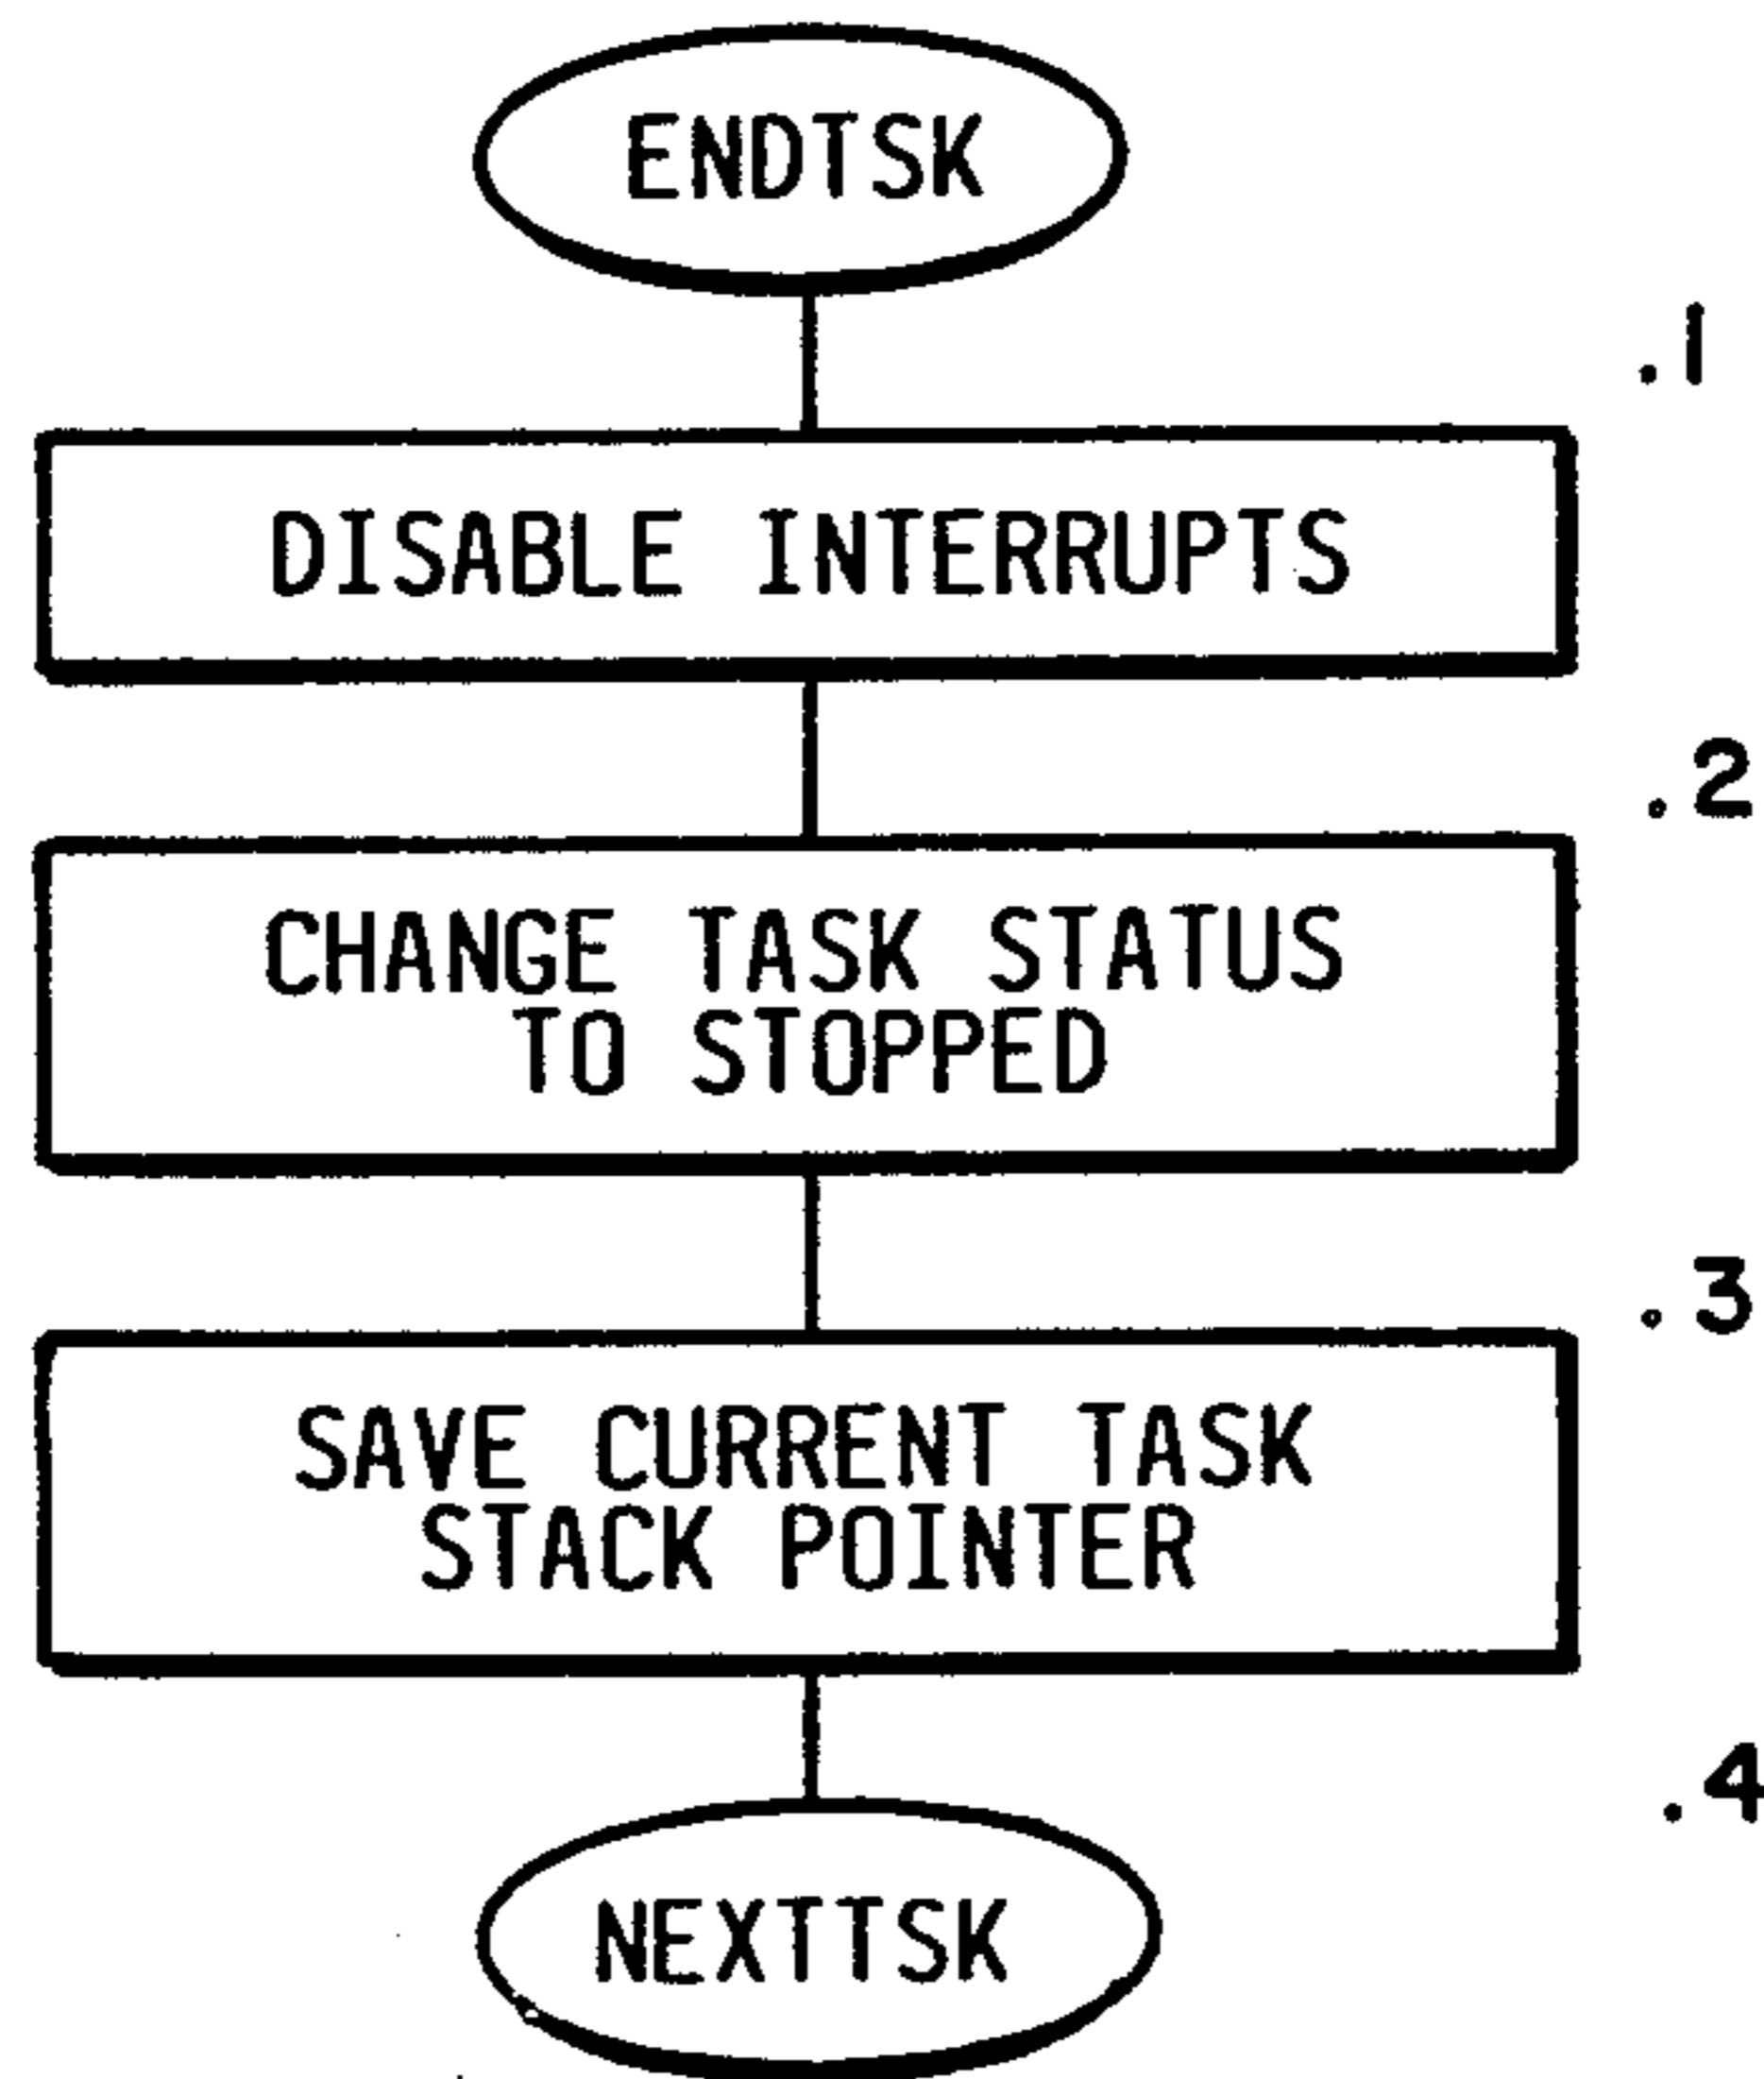 ENDTSK
.1
DISABLE INTERRUPTS
.2
CHANGE TASK STATUS
TO STOPPED
.3
SAVE CURRENT TASK
STACK POINTER
.4
NEXTTSK